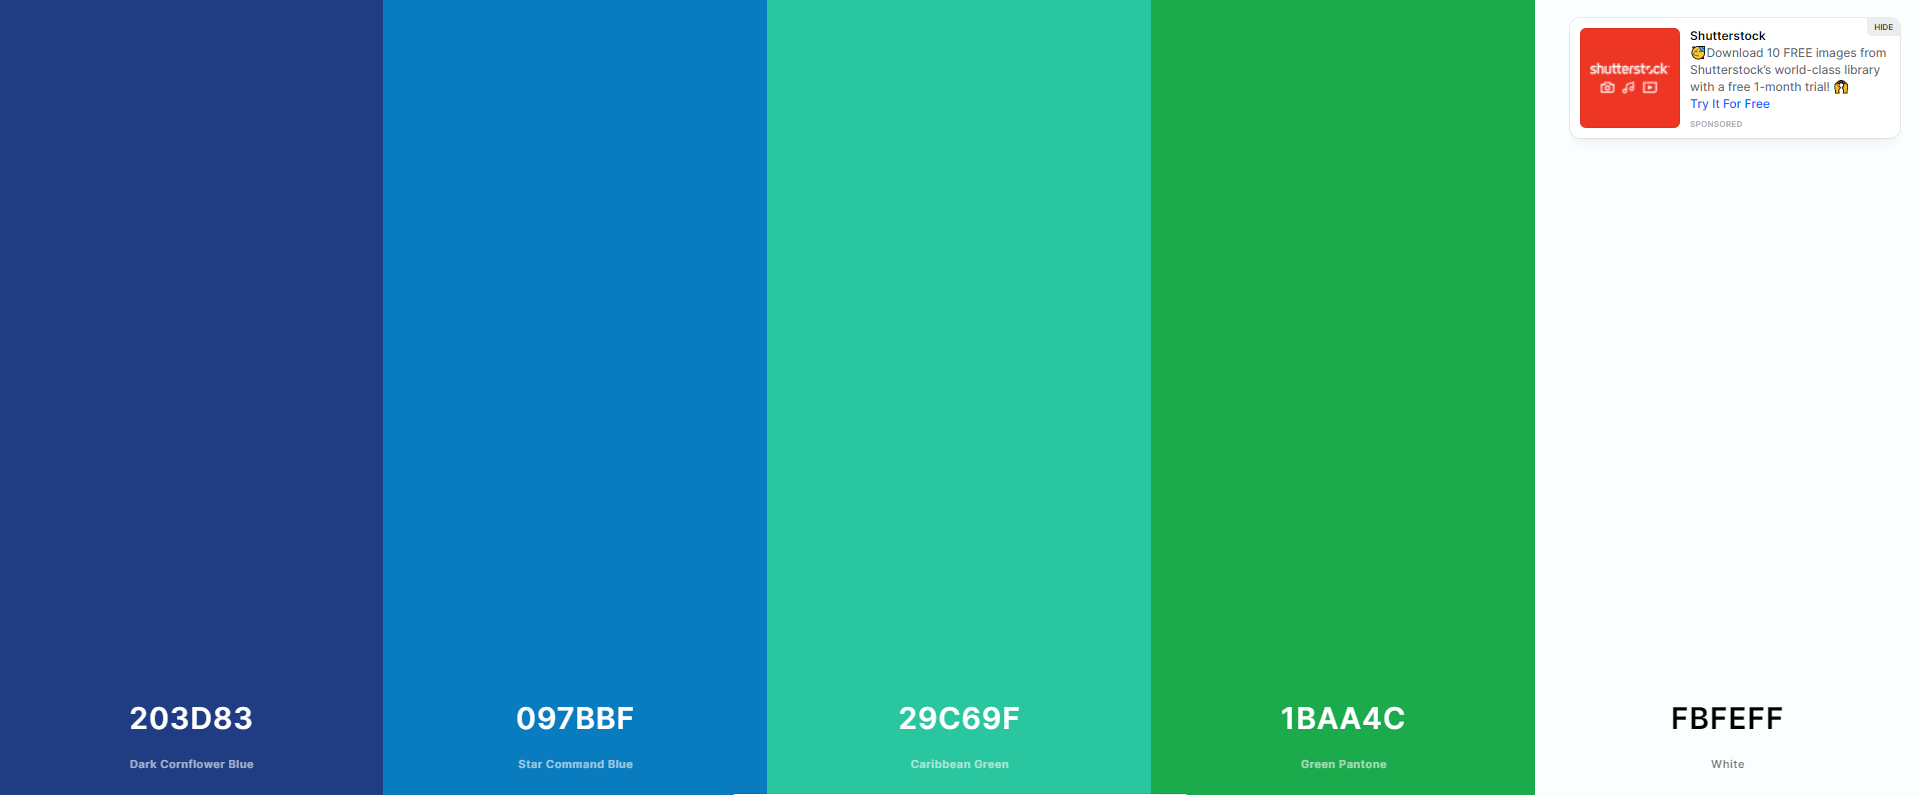 HIDE
Shutterstock
🥳Download 10 FREE images from
Shutterstock's world-class library
with a free 1-month trial! 🙌
Try It For Free
SPONSORED
shutterstock
203D83
Dark Cornflower Blue
097BBF
Star Command Blue
29C69F
Caribbean Green
1BAA4C
Green Pantone
FBFEFF
White